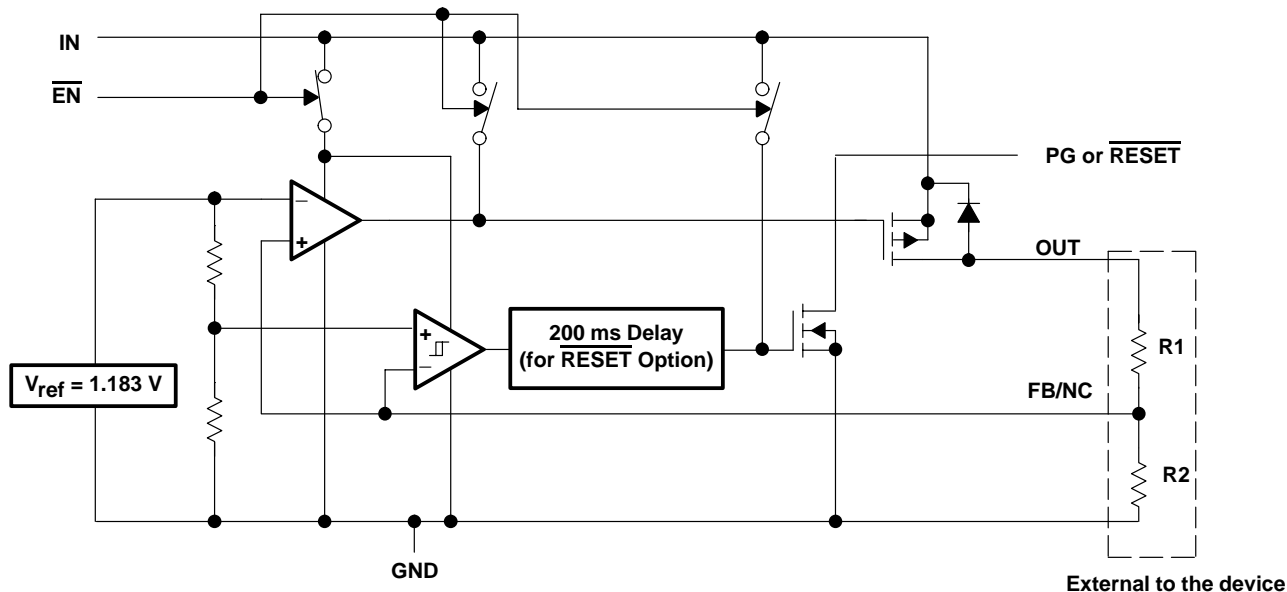 IN
EN
PG or RESET
−
+
OUT
+
−
200 ms Delay
(for RESET Option)
R1
Vref = 1.183 V
FB/NC
R2
GND
External to the device